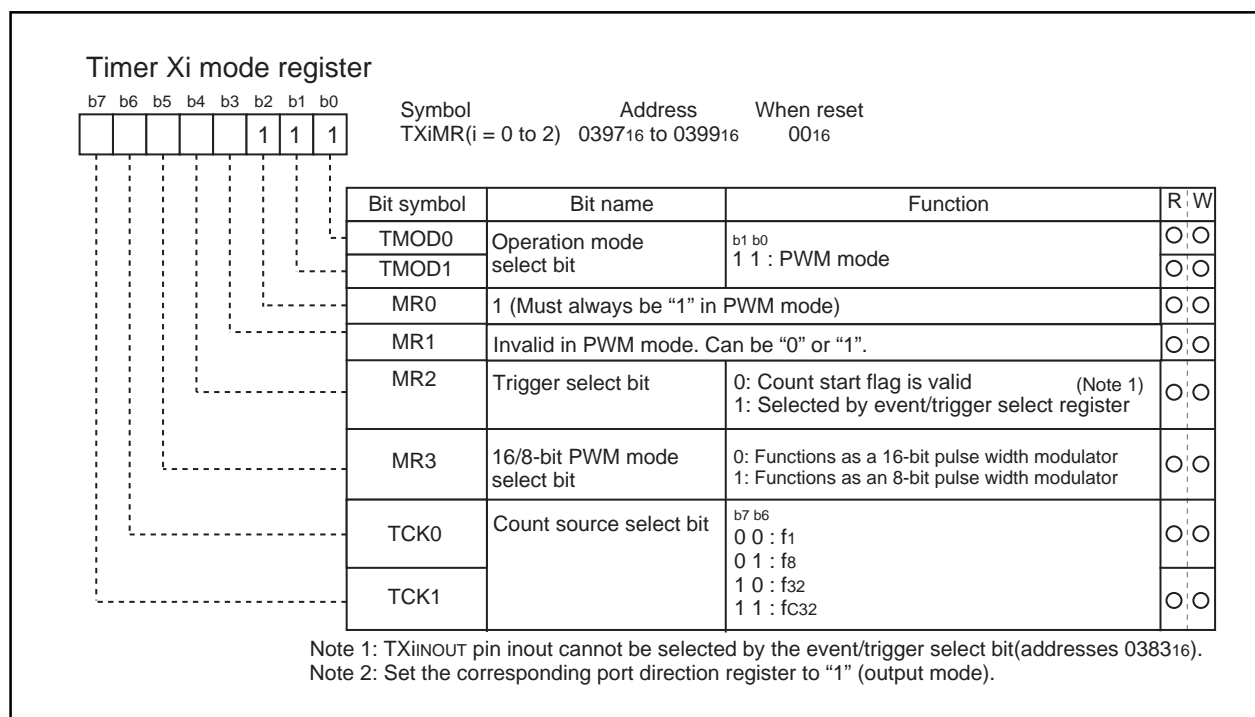 Timer Xi mode register
b7 b6 b5 b4 b3 b2 b1 b0
1 1 1
Symbol Address When reset
TXiMR(i = 0 to 2) 039716 to 039916 0016
Bit symbol Bit name Function R W
TMOD0 Operation mode select bit b1 b0
TMOD1 1 1 : PWM mode
MR0 1 (Must always be “1” in PWM mode)
MR1 Invalid in PWM mode. Can be “0” or “1”.
MR2 Trigger select bit 0: Count start flag is valid (Note 1)
1: Selected by event/trigger select register
MR3 16/8-bit PWM mode select bit 0: Functions as a 16-bit pulse width modulator
1: Functions as an 8-bit pulse width modulator
TCK0 Count source select bit b7 b6
0 0 : f1
0 1 : f8
TCK1 1 0 : f32
1 1 : fC32
Note 1: TXiINOUT pin inout cannot be selected by the event/trigger select bit(addresses 038316).
Note 2: Set the corresponding port direction register to “1” (output mode).